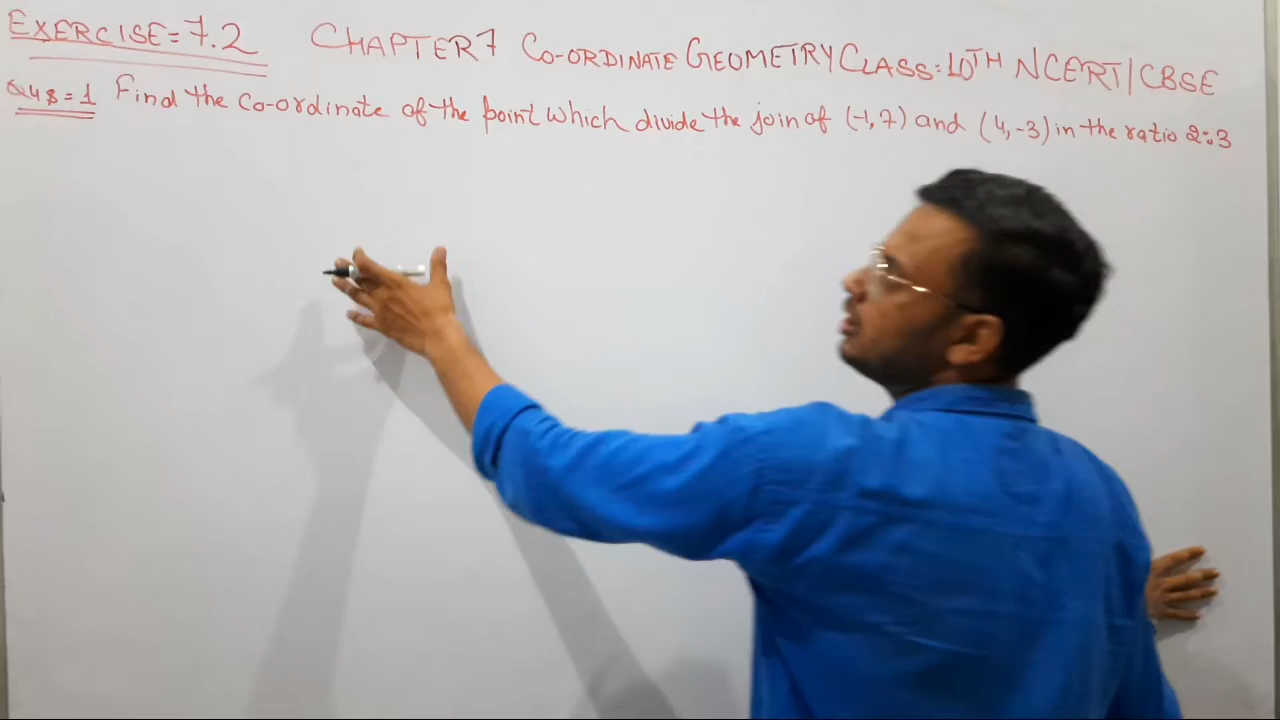 EXERCISE=7.2 CHAPTER7 CO-ORDINATE GEOMETRY CLASS:10TH NCERT/CBSE
Qus=1 Find the Co-ordinate of the point which divide the join of (-1,7) and (4,-3) in the ratio 2:3